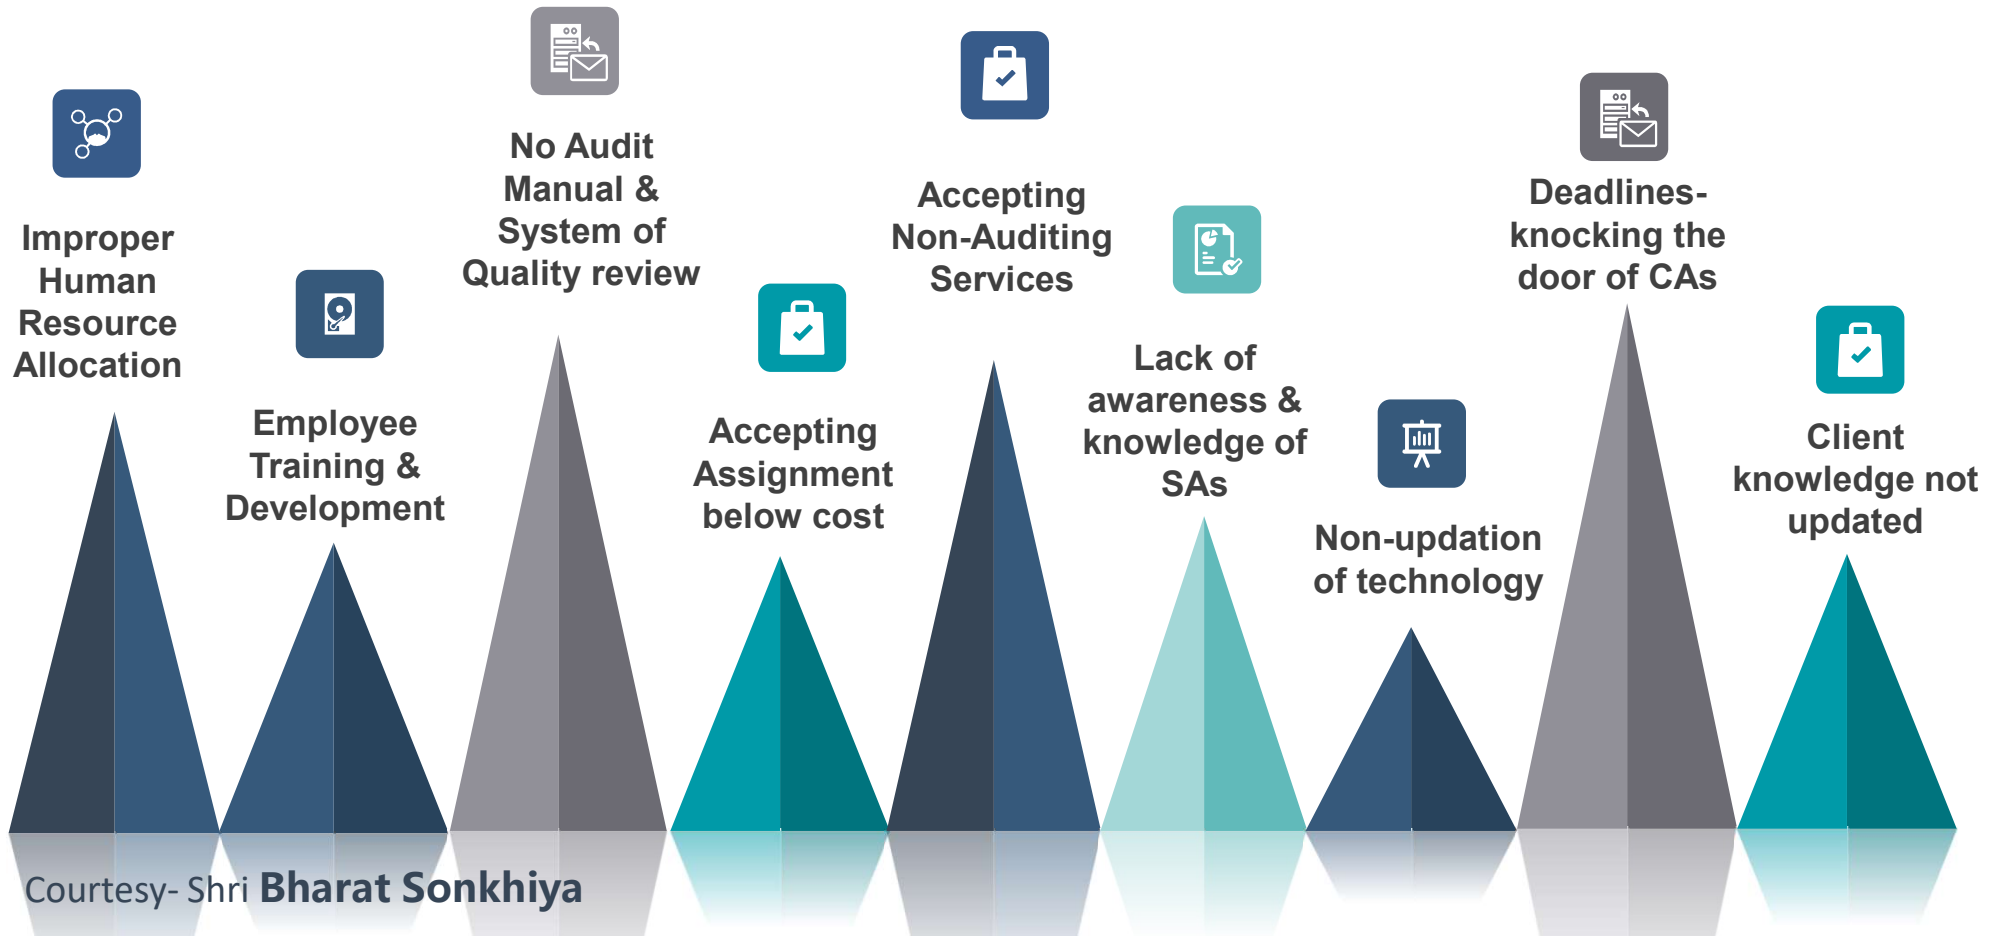 Improper
Human
Resource
Allocation
Employee
Training &
Development
No Audit
Manual &
System of
Quality review
Accepting
Assignment
below cost
Accepting
Non-Auditing
Services
Lack of
awareness &
knowledge of
SAs
Non-updation
of technology
Deadlines-
knocking the
door of CAs
Client
knowledge not
updated
Courtesy- Shri Bharat Sonkhiya